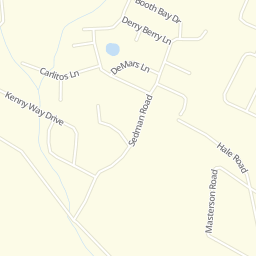 Booth Bay Dr
Derry Berry Ln
DeMars Ln
Carlitos Ln
Kenny Way Drive
Sedman Road
Hale Road
Masterson Road